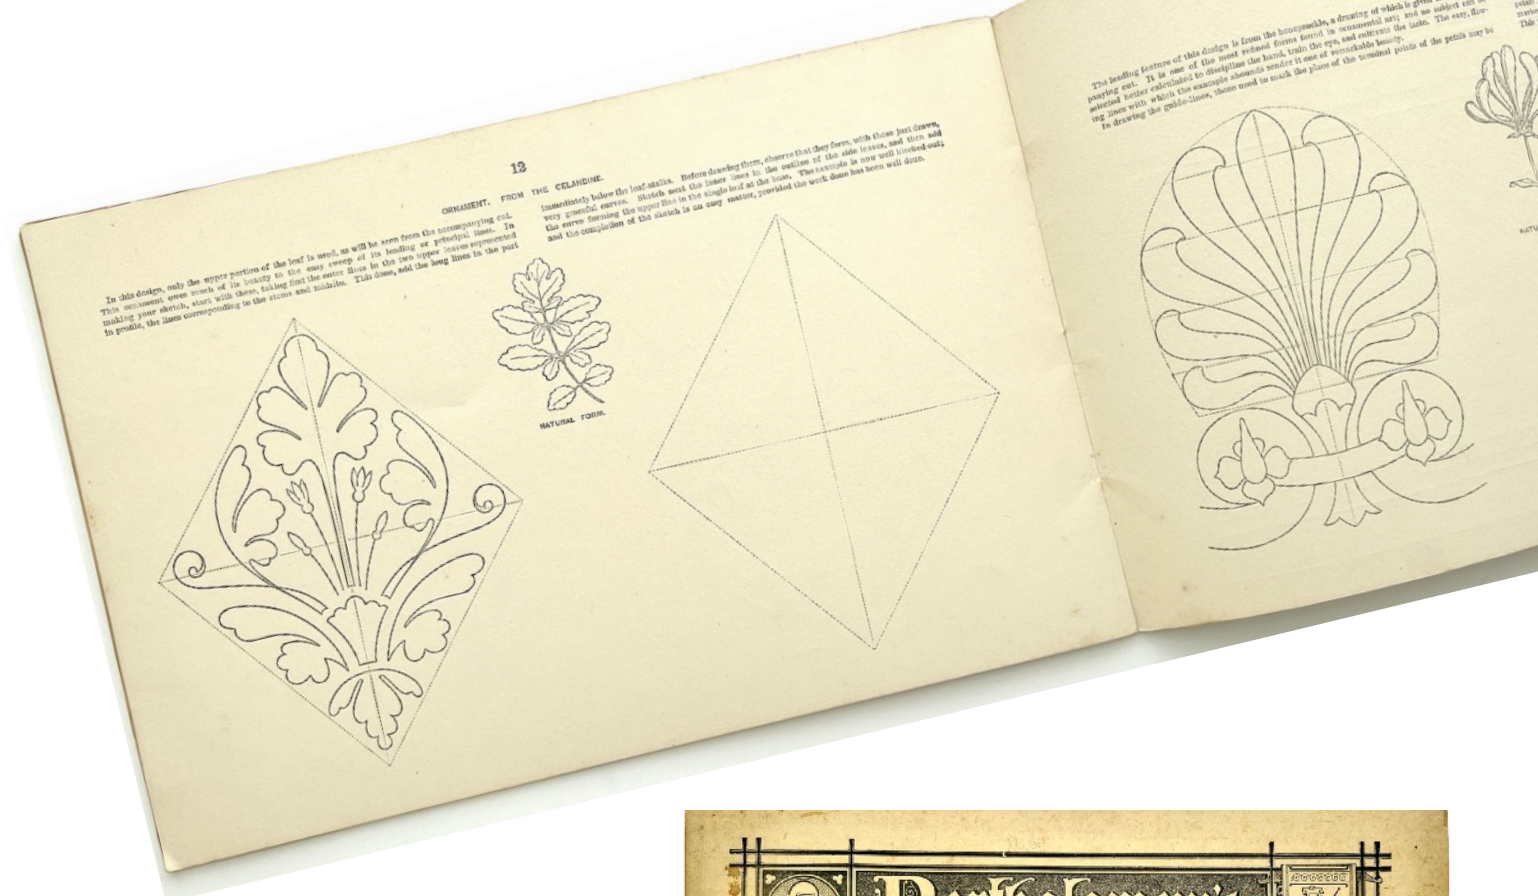 12
ORNAMENT, FROM THE CELANDINE.
In this design, only the upper portion of the leaf is used, as will be seen from the accompanying cut.
This ornament owes much of its beauty to the easy sweep of its leading or principal lines. In
making your sketch, start with these, taking first the outer lines in the two upper leaves represented
in profile, the lines corresponding to the stems and midribs. This done, add the long lines in the part
immediately below the leaf-stalks. Before drawing them, observe that they form, with those just drawn,
very graceful curves. Sketch next the inner lines in the outline of the side leaves, and then add
the curve forming the upper line in the single leaf at the base. The example is now well blocked out;
and the completion of the sketch is an easy matter, provided the work done has been well done.
NATURAL FORM.
The leading feature of this design is from the honeysuckle, a drawing of which is given
panying cut. It is one of the most refined forms found in ornamental art; and no subject can be
selected better calculated to discipline the hand, train the eye, and cultivate the taste. The easy, flow-
ing lines with which the example abounds render it one of remarkable beauty.
In drawing the guide-lines, those used to mark the place of the terminal points of the petals may be
petals
This
NATU
Bartholomew's